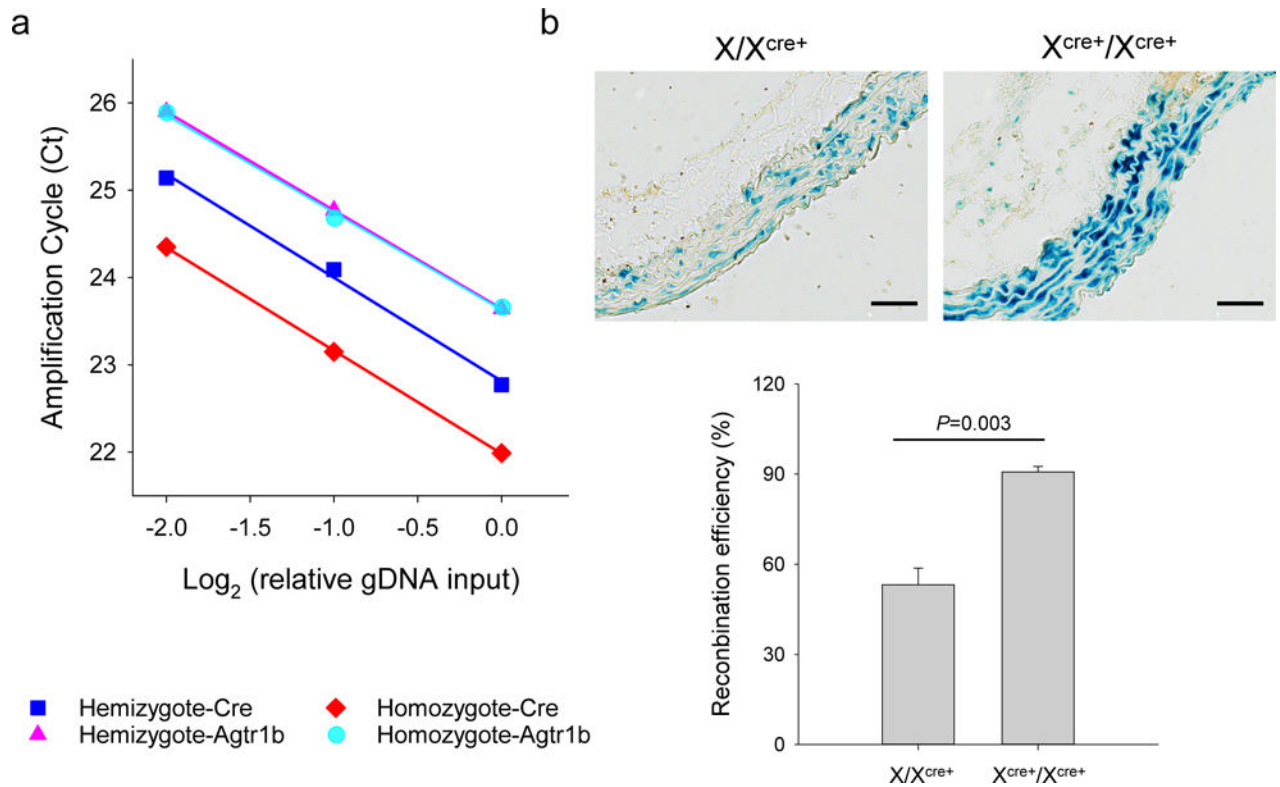 a
26
25
24
23
22
Amplification Cycle (Ct)
-2.0 -1.5 -1.0 -0.5 0.0
Log₂ (relative gDNA input)
Hemizygote-Cre
Homozygote-Cre
Hemizygote-Agtr1b
Homozygote-Agtr1b
b
X/Xᶜʳᵉ⁺
Xᶜʳᵉ⁺/Xᶜʳᵉ⁺
120
90
60
30
0
Recombination efficiency (%)
P=0.003
X/Xᶜʳᵉ⁺
Xᶜʳᵉ⁺/Xᶜʳᵉ⁺